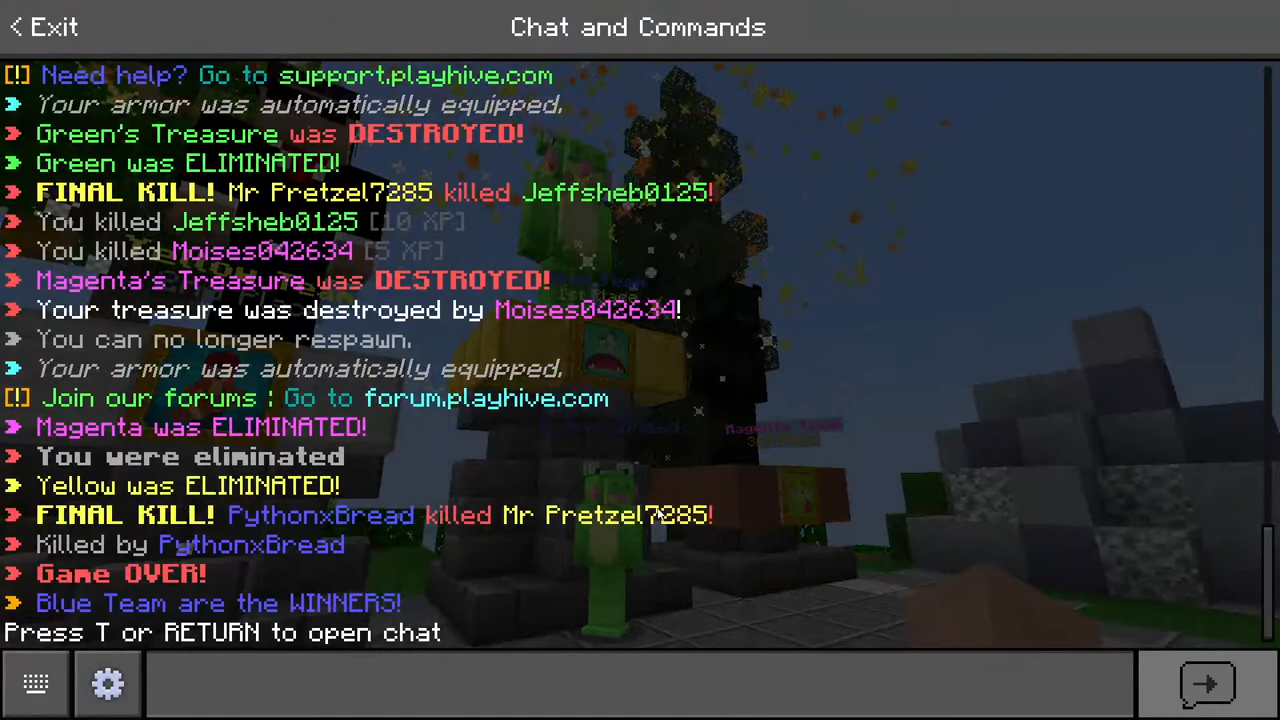 < Exit
Chat and Commands
[!] Need help? Go to support.playhive.com
Your armor was automatically equipped.
Green's Treasure was DESTROYED!
Green was ELIMINATED!
FINAL KILL! Mr Pretzel7285 killed Jeffsheb0125!
You killed Jeffsheb0125 [10 XP]
You killed Moises042634 [5 XP]
Magenta's Treasure was DESTROYED!
Your treasure was destroyed by Moises042634!
You can no longer respawn.
Your armor was automatically equipped.
[!] Join our forums ¦ Go to forum.playhive.com
Magenta was ELIMINATED!
You were eliminated
Yellow was ELIMINATED!
FINAL KILL! PythonxBread killed Mr Pretzel7285!
Killed by PythonxBread
Game OVER!
Blue Team are the WINNERS!
Press T or RETURN to open chat